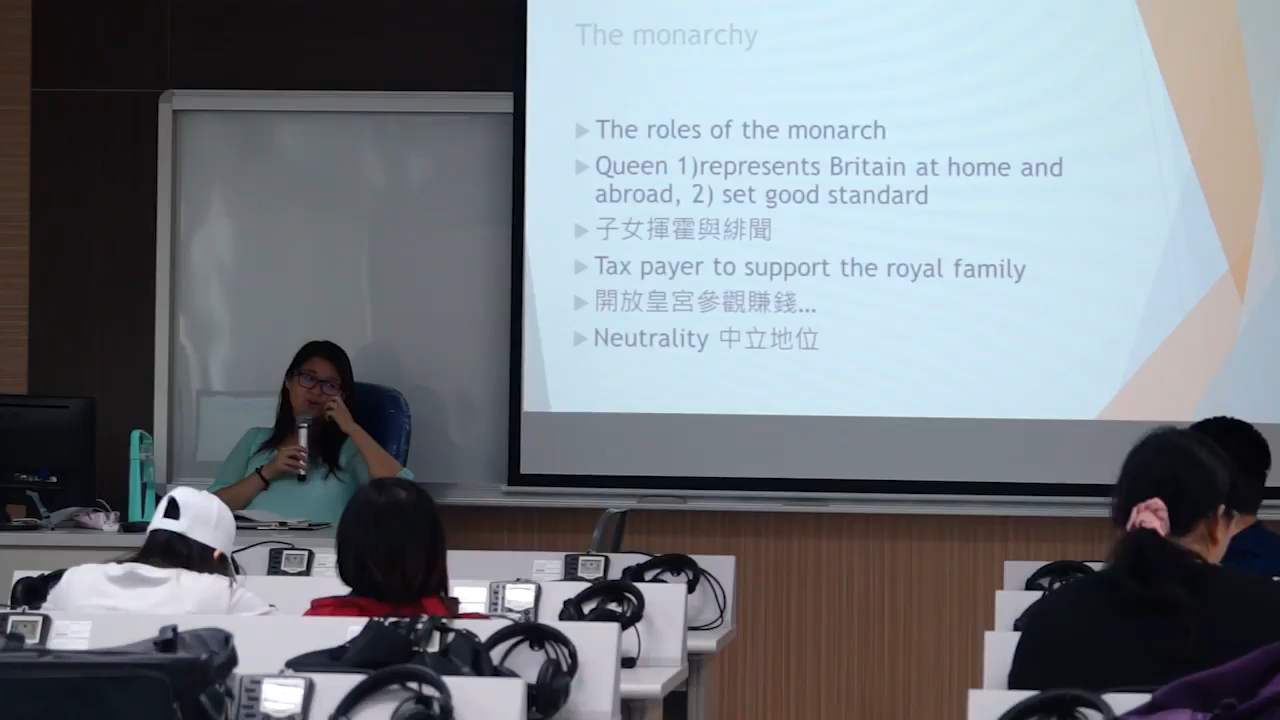 The monarchy
The roles of the monarch
Queen 1)represents Britain at home and
abroad, 2) set good standard
子女揮霍與緋聞
Tax payer to support the royal family
開放皇宮參觀賺錢…
Neutrality 中立地位